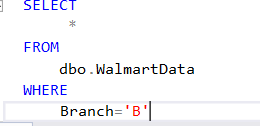 SELECT
*
FROM
dbo.WalmartData
WHERE
Branch='B'